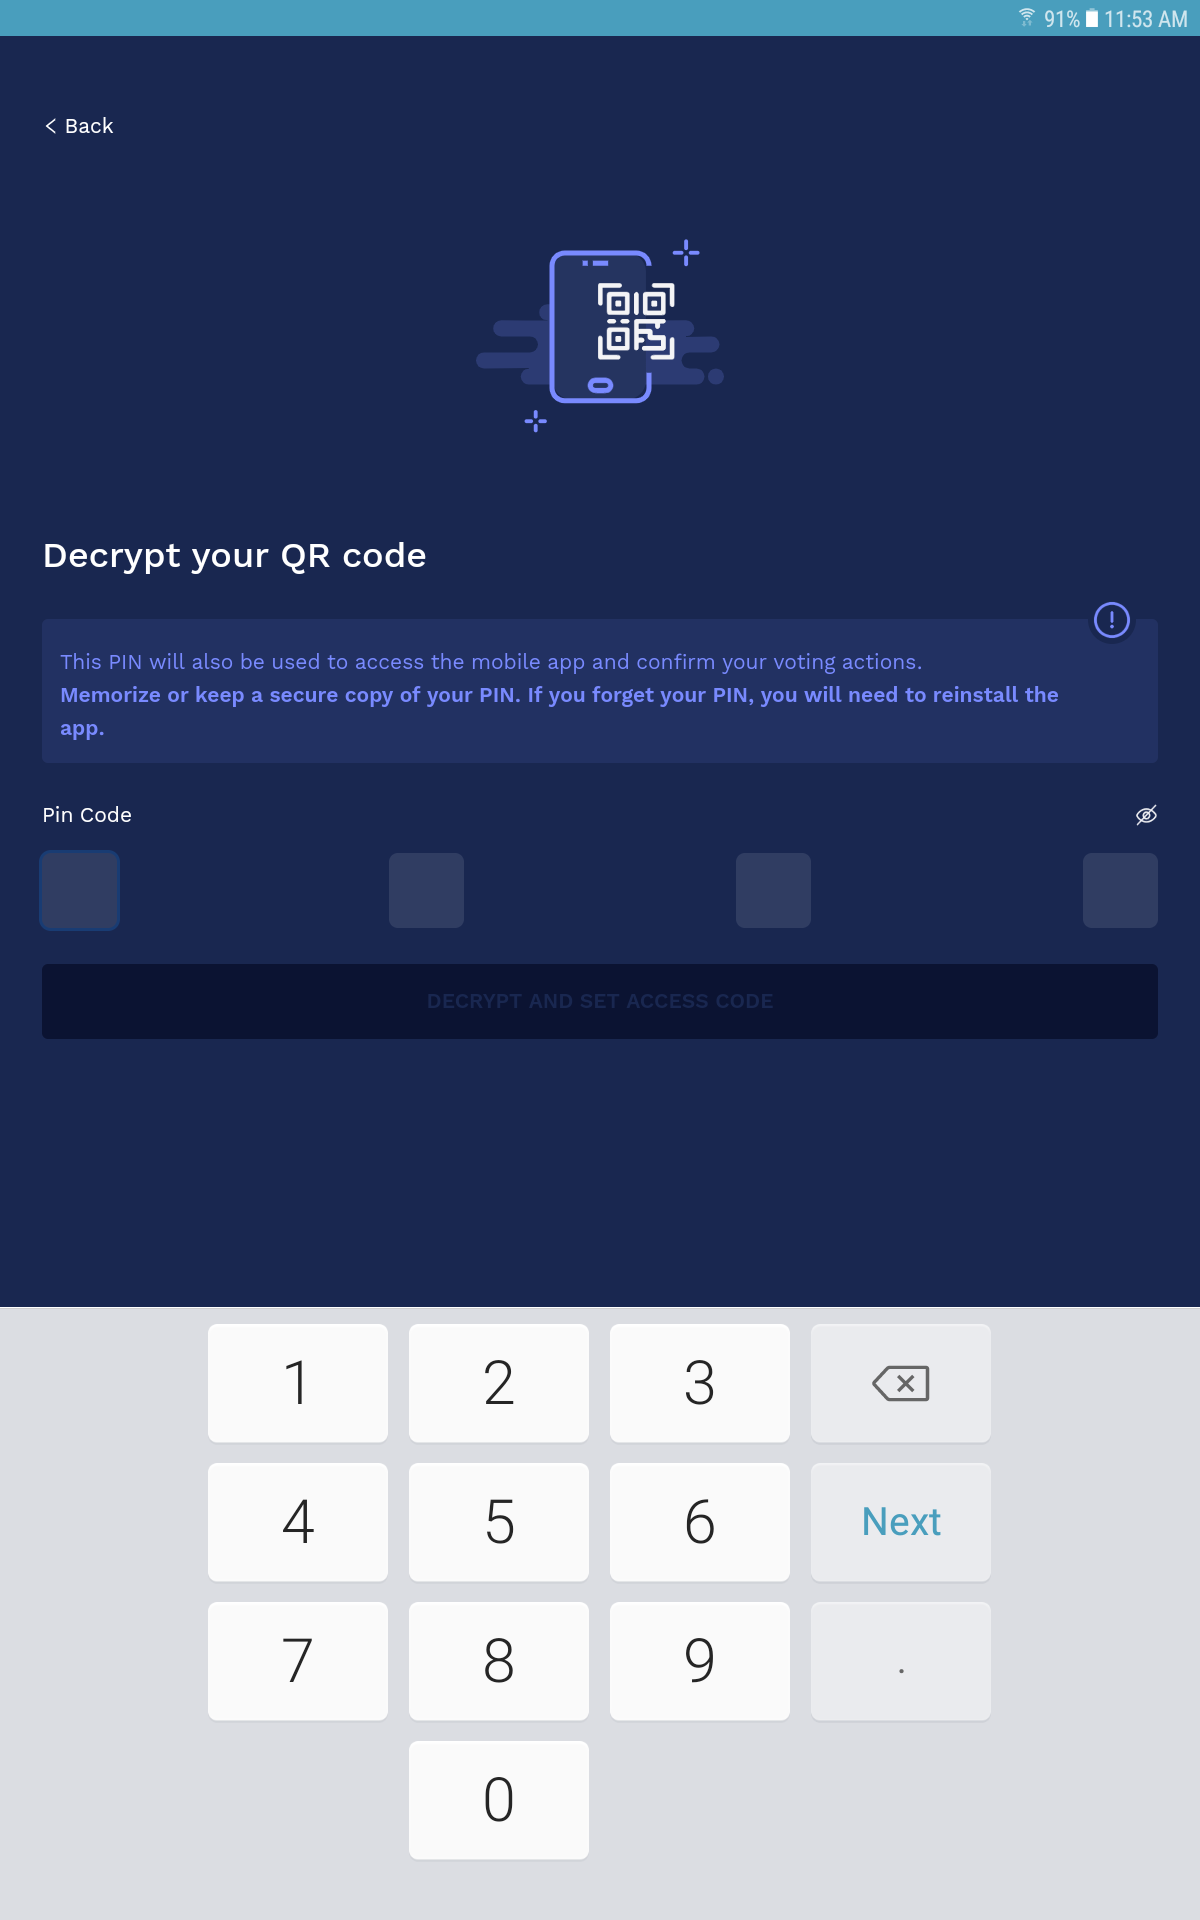 91% 11:53 AM
Back
Decrypt your QR code
This PIN will also be used to access the mobile app and confirm your voting actions.
Memorize or keep a secure copy of your PIN. If you forget your PIN, you will need to reinstall the
app.
Pin Code
DECRYPT AND SET ACCESS CODE
1 2 3
4 5 6 Next
7 8 9 .
0